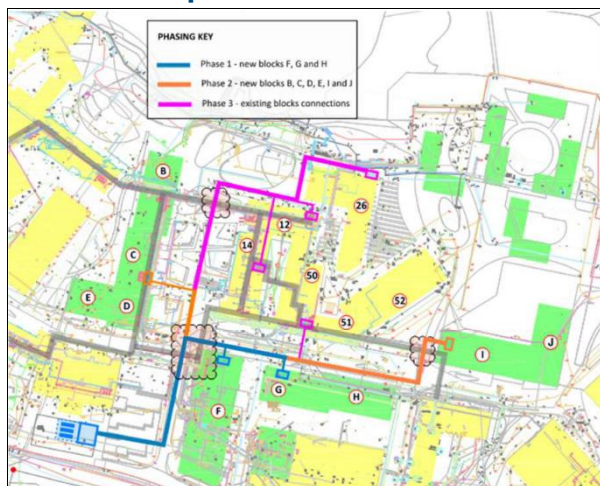 PHASING KEY
Phase 1 - new blocks F, G and H
Phase 2 - new blocks B, C, D, E, I and J
Phase 3 - existing blocks connections
B
26
12
14
C
50
52
E
D
51
J
I
G
H
F